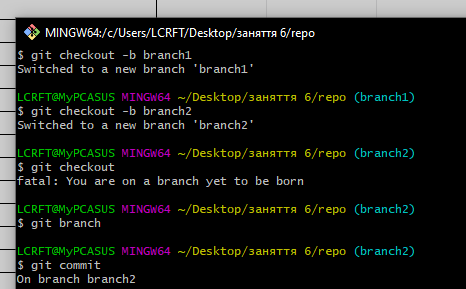 MINGW64:/c/Users/LCRFT/Desktop/заняття 6/repo
$ git checkout -b branch1
Switched to a new branch 'branch1'
LCRFT@MyPCASUS MINGW64 ~/Desktop/заняття 6/repo (branch1)
$ git checkout -b branch2
Switched to a new branch 'branch2'
LCRFT@MyPCASUS MINGW64 ~/Desktop/заняття 6/repo (branch2)
$ git checkout
fatal: You are on a branch yet to be born
LCRFT@MyPCASUS MINGW64 ~/Desktop/заняття 6/repo (branch2)
$ git branch
LCRFT@MyPCASUS MINGW64 ~/Desktop/заняття 6/repo (branch2)
$ git commit
On branch branch2